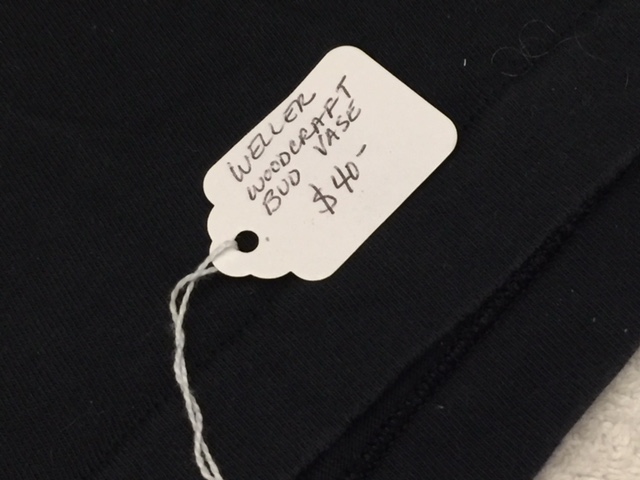 WELLER
WOODCRAFT
BUD VASE
$40-